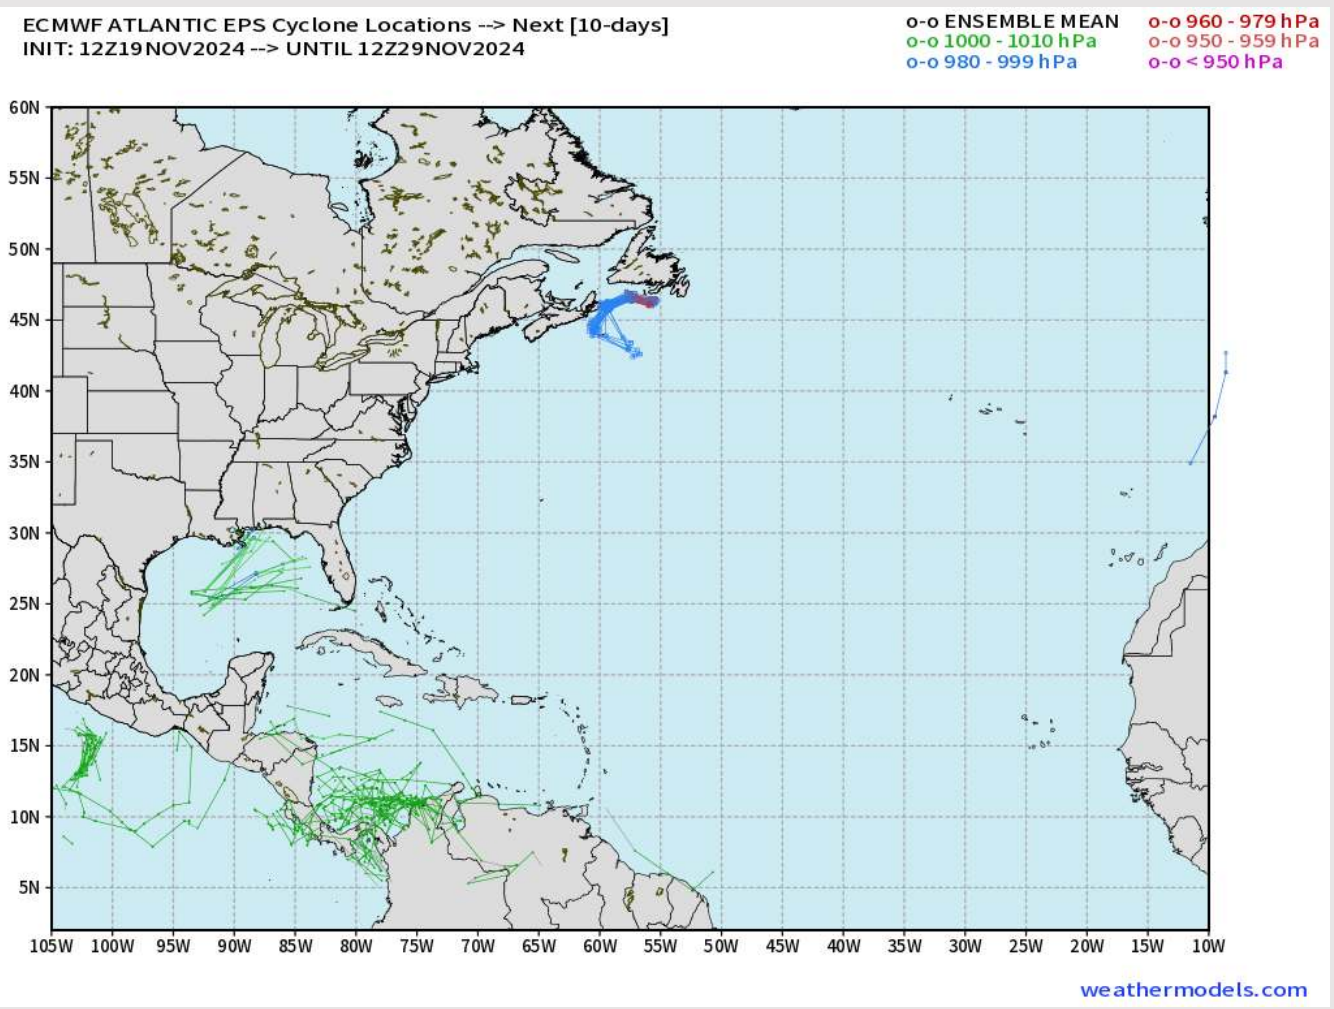 ECMWF ATLANTIC EPS Cyclone Locations --> Next [10-days]
INIT: 12Z19NOV2024 --> UNTIL 12Z29NOV2024
o-o ENSEMBLE MEAN
o-o 1000 - 1010 hPa
o-o 980 - 999 hPa
o-o 960 - 979 hPa
o-o 950 - 959 hPa
o-o < 950 hPa
60N
55N
50N
45N
40N
35N
30N
25N
20N
15N
10N
5N
105W 100W 95W 90W 85W 80W 75W 70W 65W 60W 55W 50W 45W 40W 35W 30W 25W 20W 15W 10W
weathermodels.com